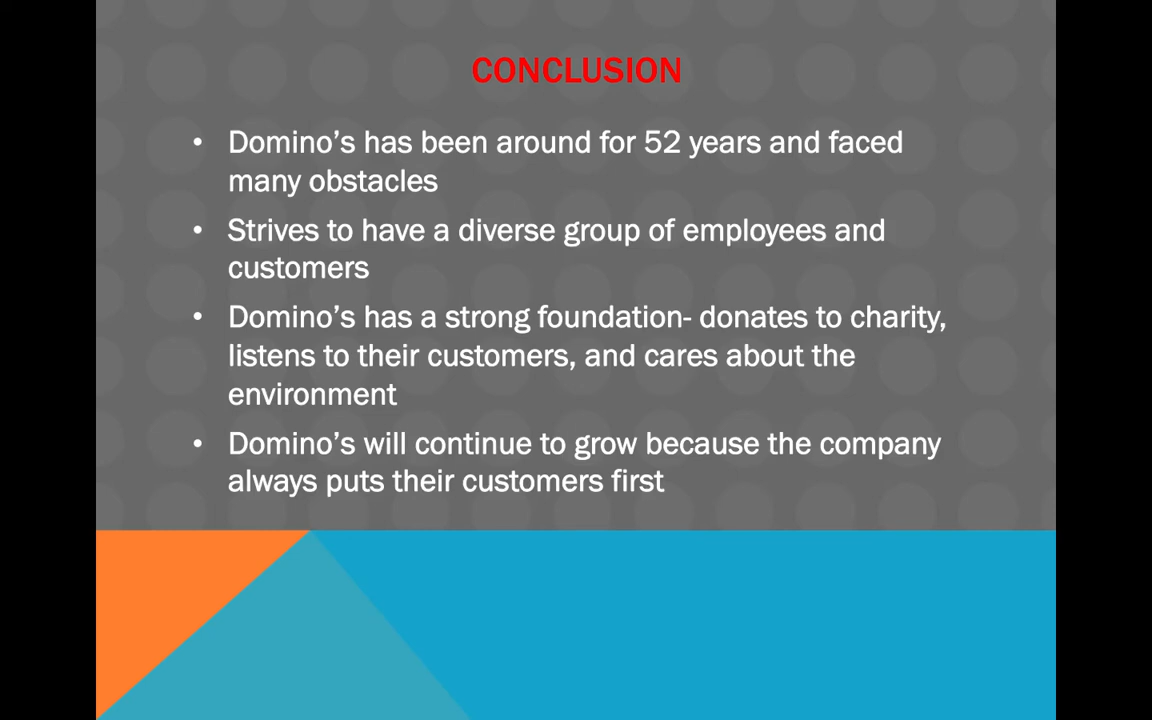 CONCLUSION
• Domino's has been around for 52 years and faced
many obstacles
• Strives to have a diverse group of employees and
customers
• Domino's has a strong foundation- donates to charity,
listens to their customers, and cares about the
environment
• Domino's will continue to grow because the company
always puts their customers first